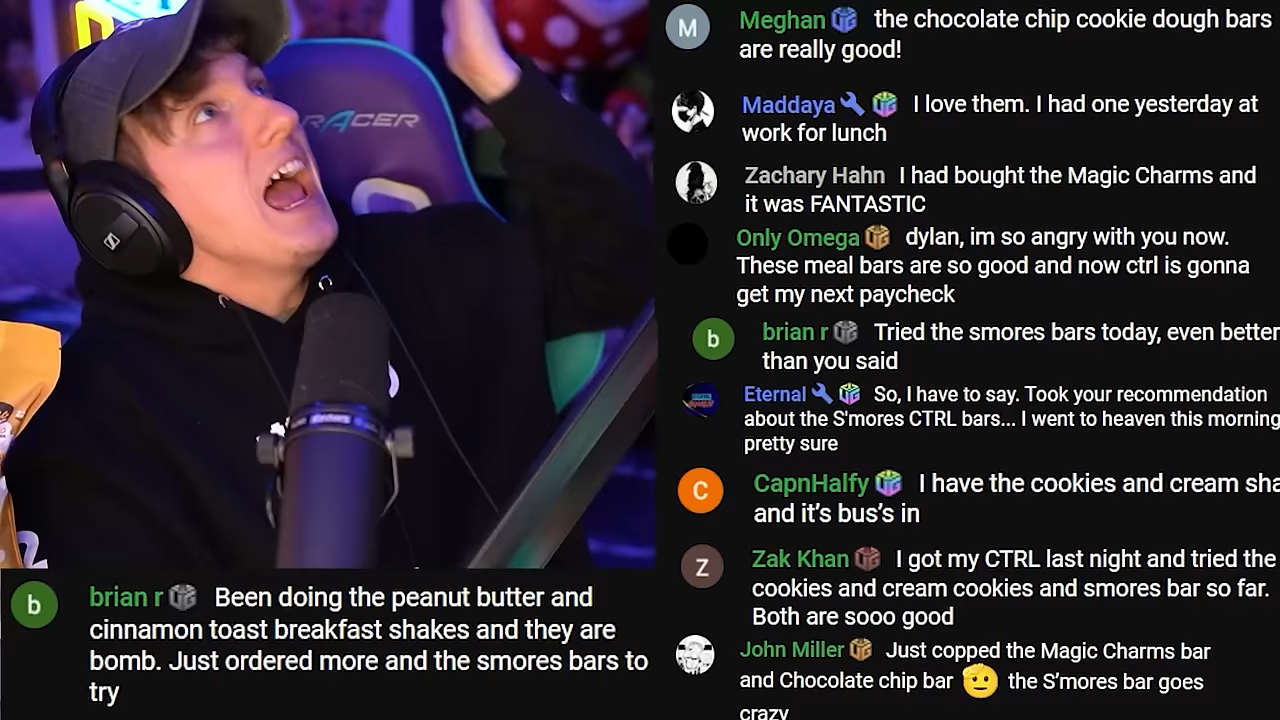 RACER
brian r Been doing the peanut butter and
cinnamon toast breakfast shakes and they are
bomb. Just ordered more and the smores bars to
try
Meghan the chocolate chip cookie dough bars
are really good!
Maddaya I love them. I had one yesterday at
work for lunch
Zachary Hahn I had bought the Magic Charms and
it was FANTASTIC
Only Omega dylan, im so angry with you now.
These meal bars are so good and now ctrl is gonna
get my next paycheck
brian r Tried the smores bars today, even better
than you said
Eternal So, I have to say. Took your recommendation
about the S'mores CTRL bars... I went to heaven this morning
pretty sure
CapnHalfy I have the cookies and cream sha
and it’s bus’s in
Zak Khan I got my CTRL last night and tried the
cookies and cream cookies and smores bar so far.
Both are sooo good
John Miller Just copped the Magic Charms bar
and Chocolate chip bar 🫡 the S’mores bar goes
crazy